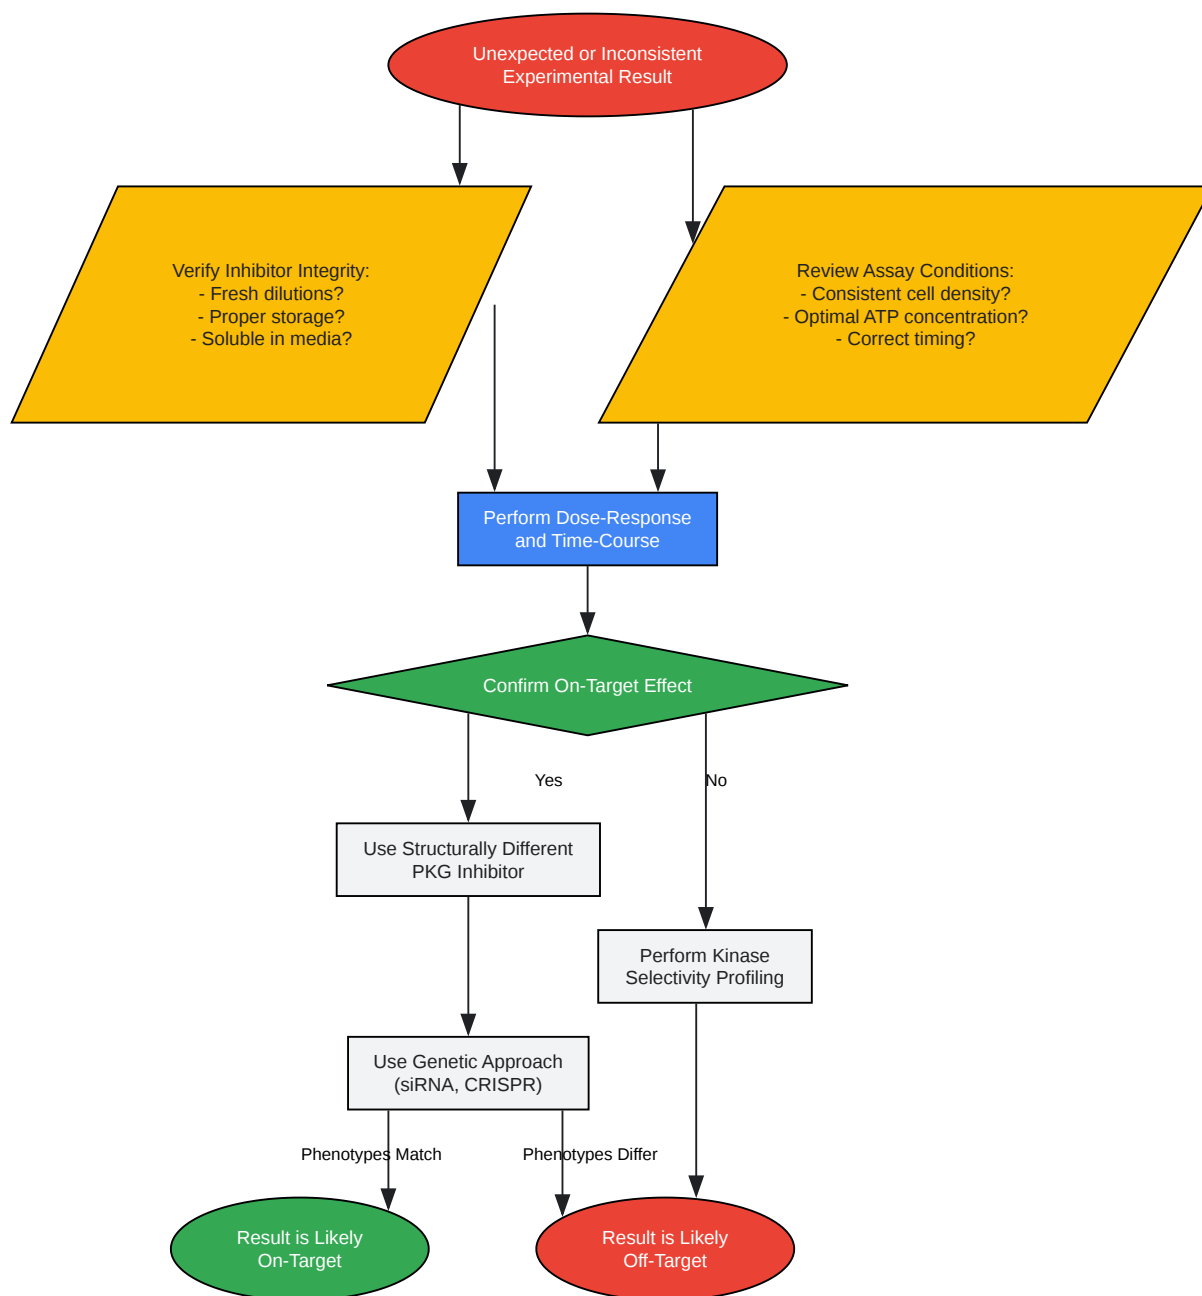 Unexpected or Inconsistent
Experimental Result
Verify Inhibitor Integrity:
- Fresh dilutions?
- Proper storage?
- Soluble in media?
Review Assay Conditions:
- Consistent cell density?
- Optimal ATP concentration?
- Correct timing?
Perform Dose-Response
and Time-Course
Confirm On-Target Effect
Yes
No
Use Structurally Different
PKG Inhibitor
Perform Kinase
Selectivity Profiling
Use Genetic Approach
(siRNA, CRISPR)
Phenotypes Match
Phenotypes Differ
Result is Likely
On-Target
Result is Likely
Off-Target